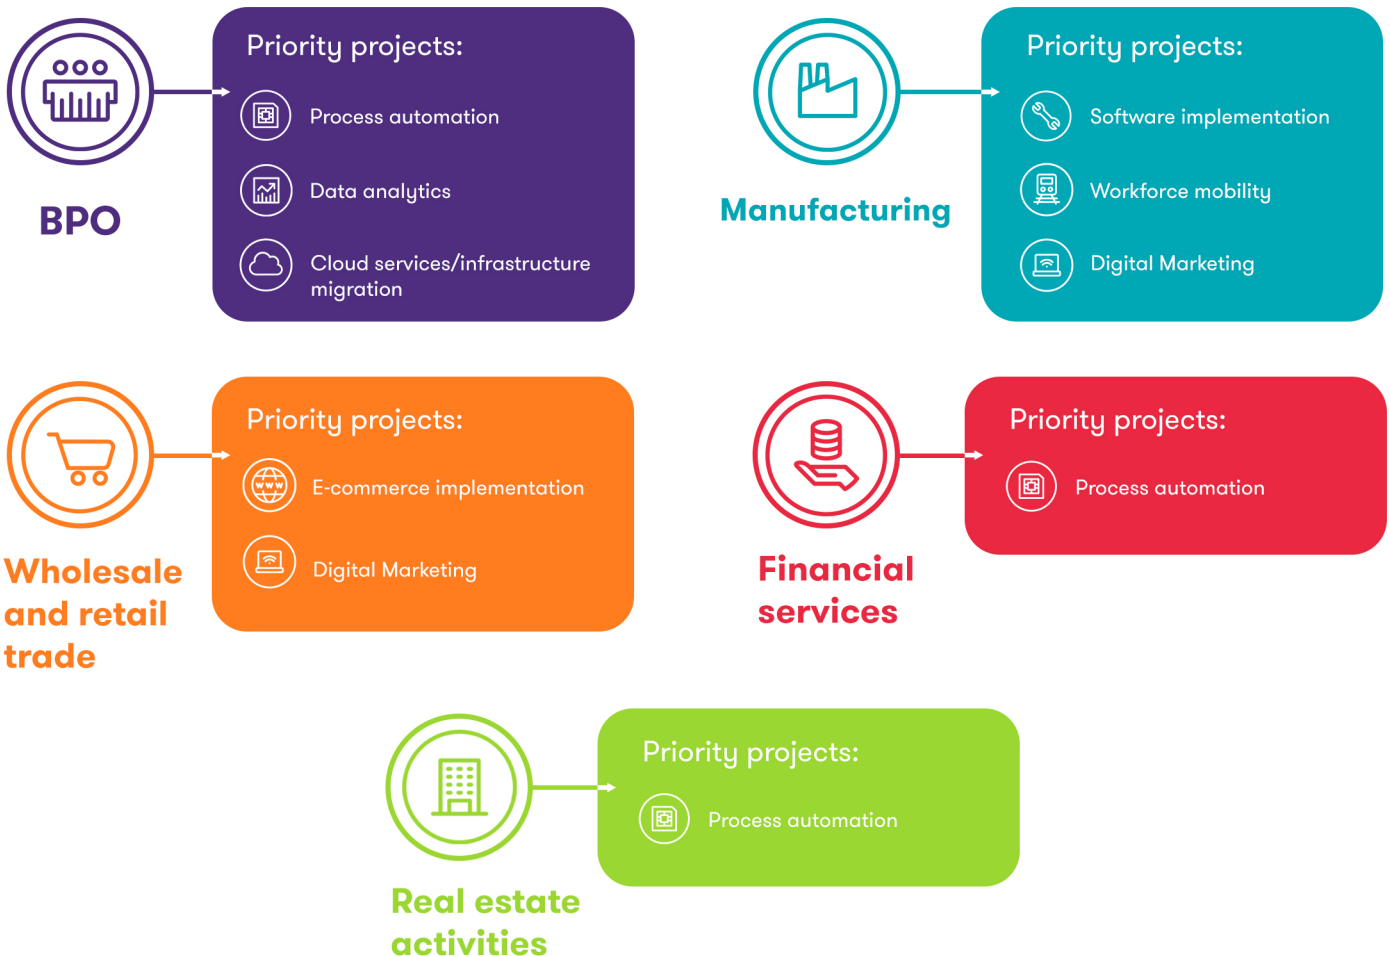 BPO
Priority projects:
Process automation
Data analytics
Cloud services/infrastructure
migration
Manufacturing
Priority projects:
Software implementation
Workforce mobility
Digital Marketing
Wholesale
and retail
trade
Priority projects:
E-commerce implementation
www
Digital Marketing
Financial
services
Priority projects:
Process automation
Real estate
activities
Priority projects:
Process automation